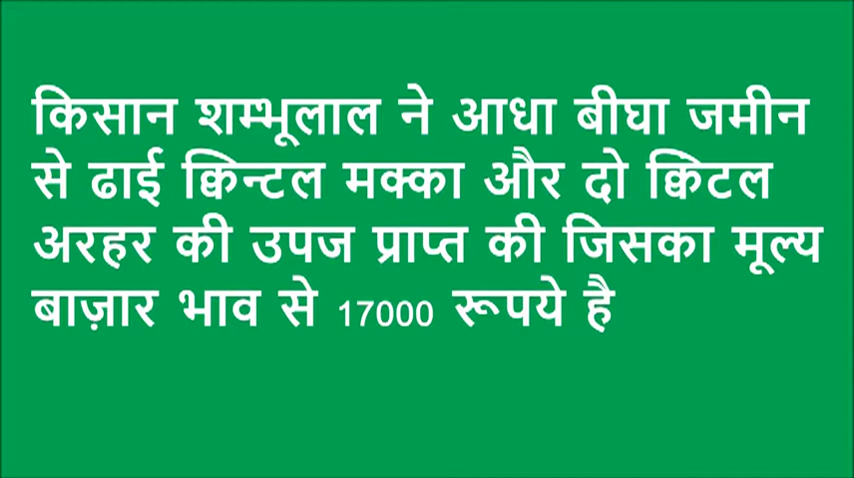 किसान शम्भूलाल ने आधा बीघा जमीन
से ढाई क्विन्टल मक्का और दो क्विटल
अरहर की उपज प्राप्त की जिसका मूल्य
बाज़ार भाव से 17000 रूपये है